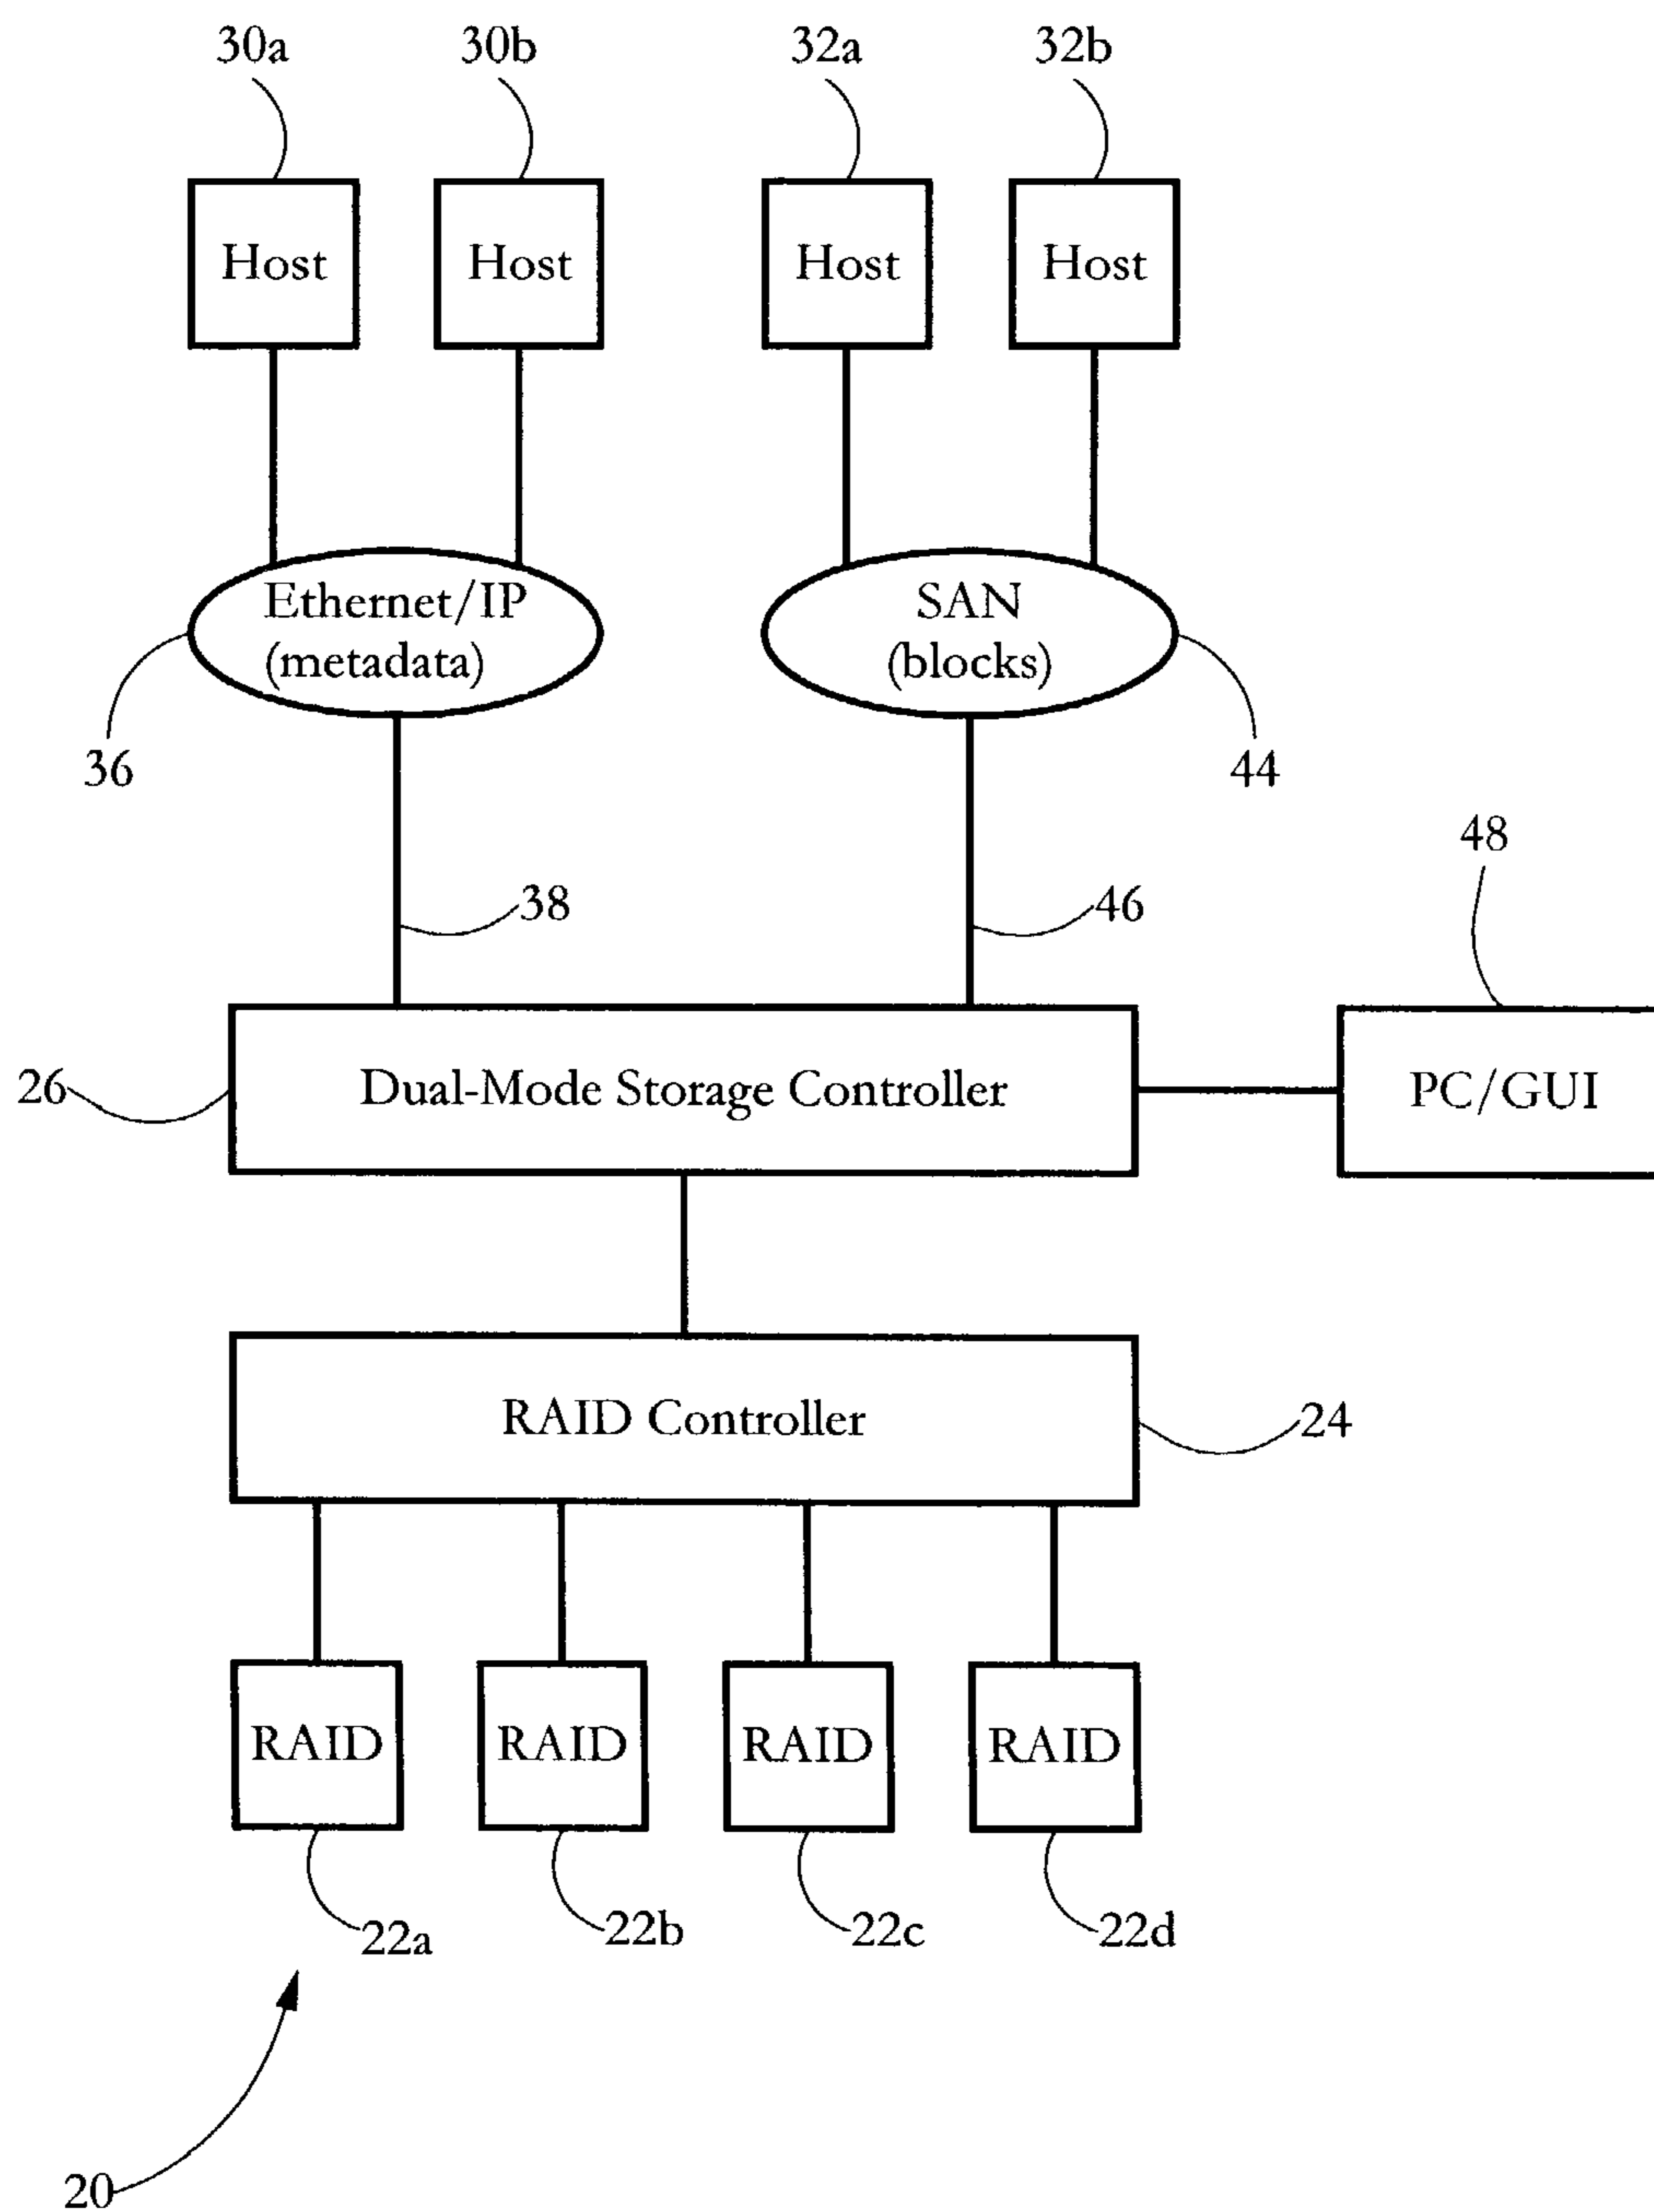 30a
30b
32a
32b
Host
Host
Host
Host
Ethernet/IP
(metadata)
SAN
(blocks)
36
44
48
38
46
26
Dual-Mode Storage Controller
PC/GUI
RAID Controller
24
RAID
RAID
RAID
RAID
22a
22b
22c
22d
20